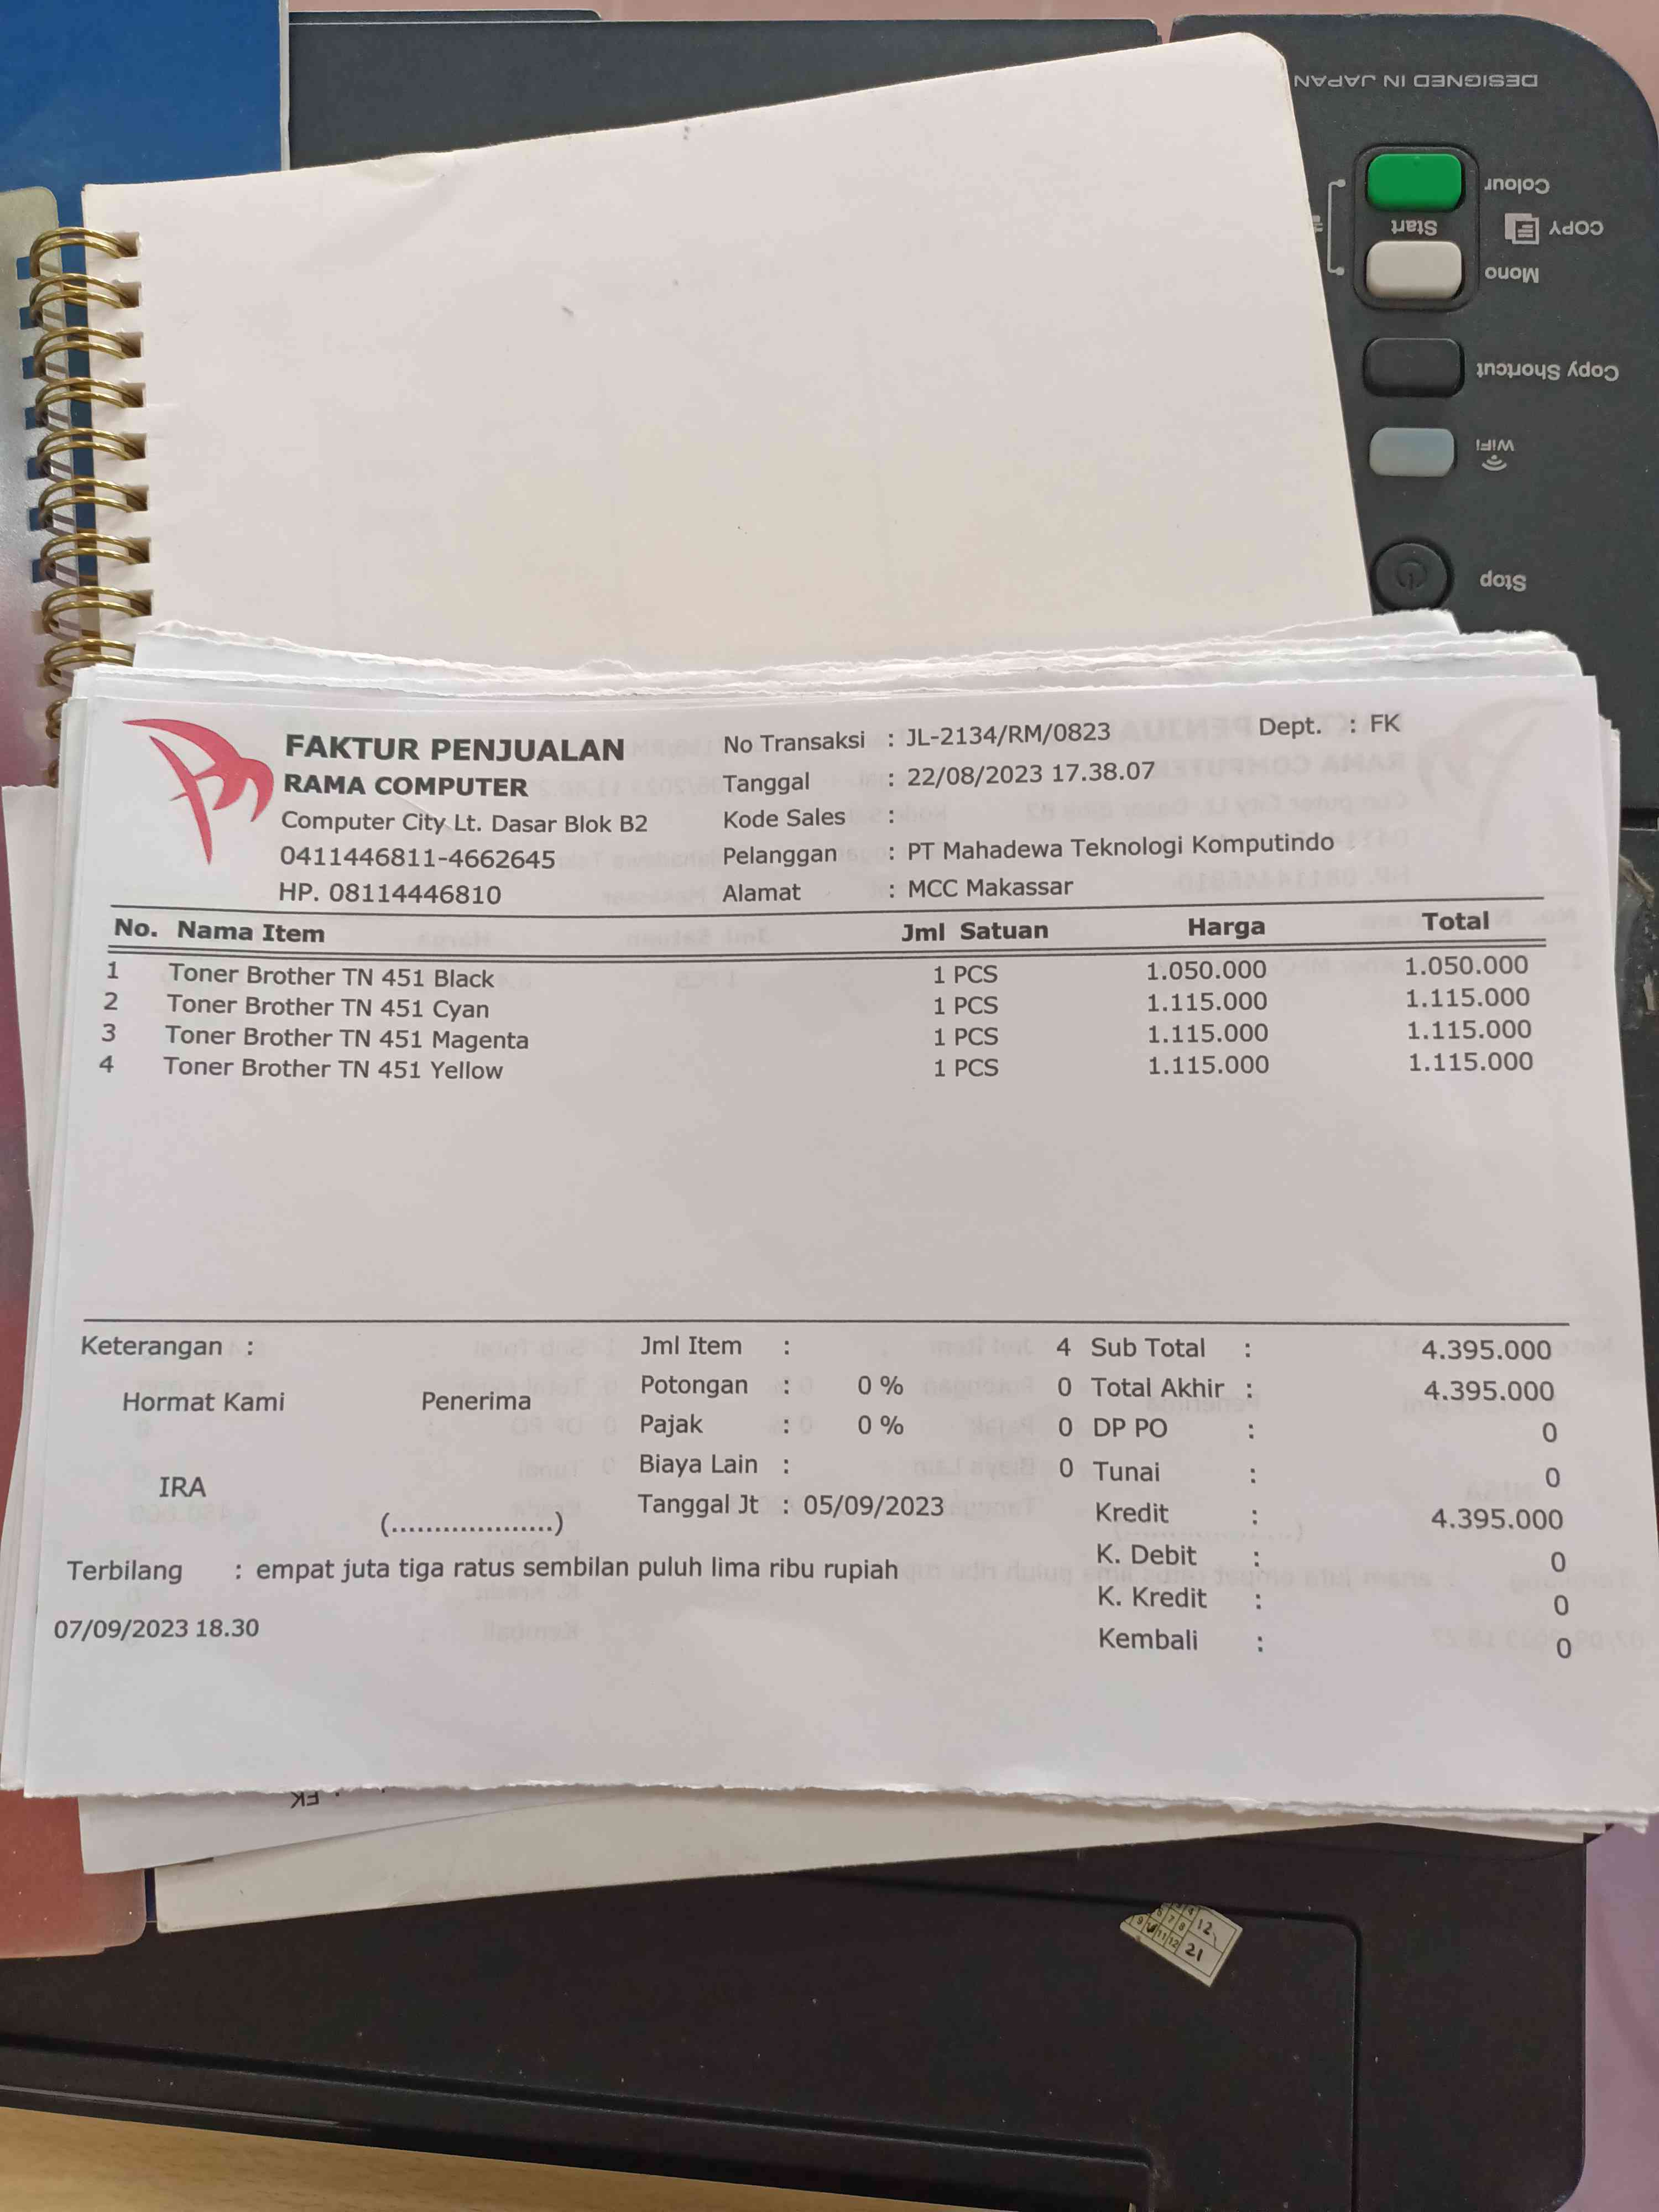 DESIGNED IN JAPAN
Colour
COPY
Start
Mono
Copy Shortcut
WiFi
Stop
FAKTUR PENJUALAN
RAMA COMPUTER
Computer City Lt. Dasar Blok B2
0411446811-4662645
HP. 08114446810
No Transaksi : JL-2134/RM/0823 Dept. : FK
Tanggal : 22/08/2023 17.38.07
Kode Sales :
Pelanggan : PT Mahadewa Teknologi Komputindo
Alamat : MCC Makassar
No. Nama Item Jml Satuan Harga Total
1 Toner Brother TN 451 Black 1 PCS 1.050.000 1.050.000
2 Toner Brother TN 451 Cyan 1 PCS 1.115.000 1.115.000
3 Toner Brother TN 451 Magenta 1 PCS 1.115.000 1.115.000
4 Toner Brother TN 451 Yellow 1 PCS 1.115.000 1.115.000
Keterangan : Jml Item : 4 Sub Total : 4.395.000
Hormat Kami Penerima Potongan : 0 % 0 Total Akhir : 4.395.000
Pajak : 0 % 0 DP PO : 0
IRA Biaya Lain : 0 Tunai : 0
(...................) Tanggal Jt : 05/09/2023 Kredit : 4.395.000
Terbilang : empat juta tiga ratus sembilan puluh lima ribu rupiah K. Debit : 0
K. Kredit : 0
07/09/2023 18.30 Kembali : 0
: FK
7 8 12
11 12 21